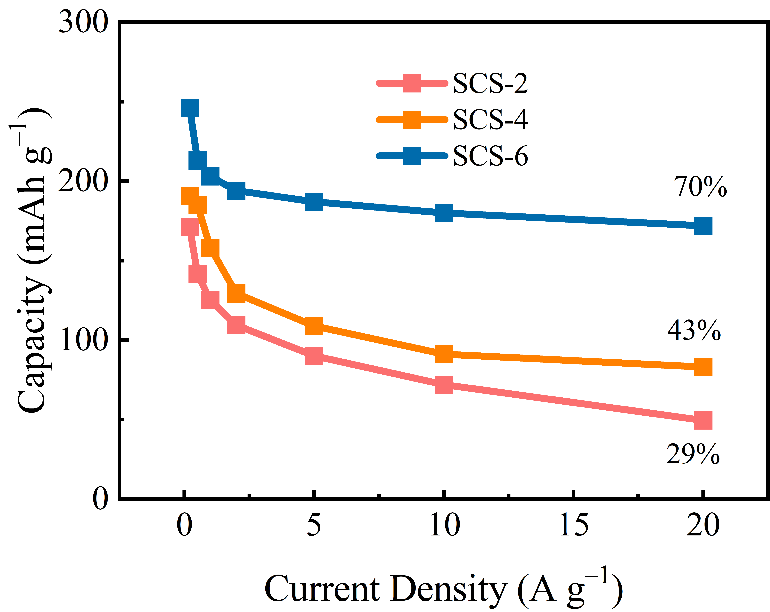 300
200
100
0
Capacity (mAh g⁻¹)
SCS-2
SCS-4
SCS-6
70%
43%
29%
0 5 10 15 20
Current Density (A g⁻¹)